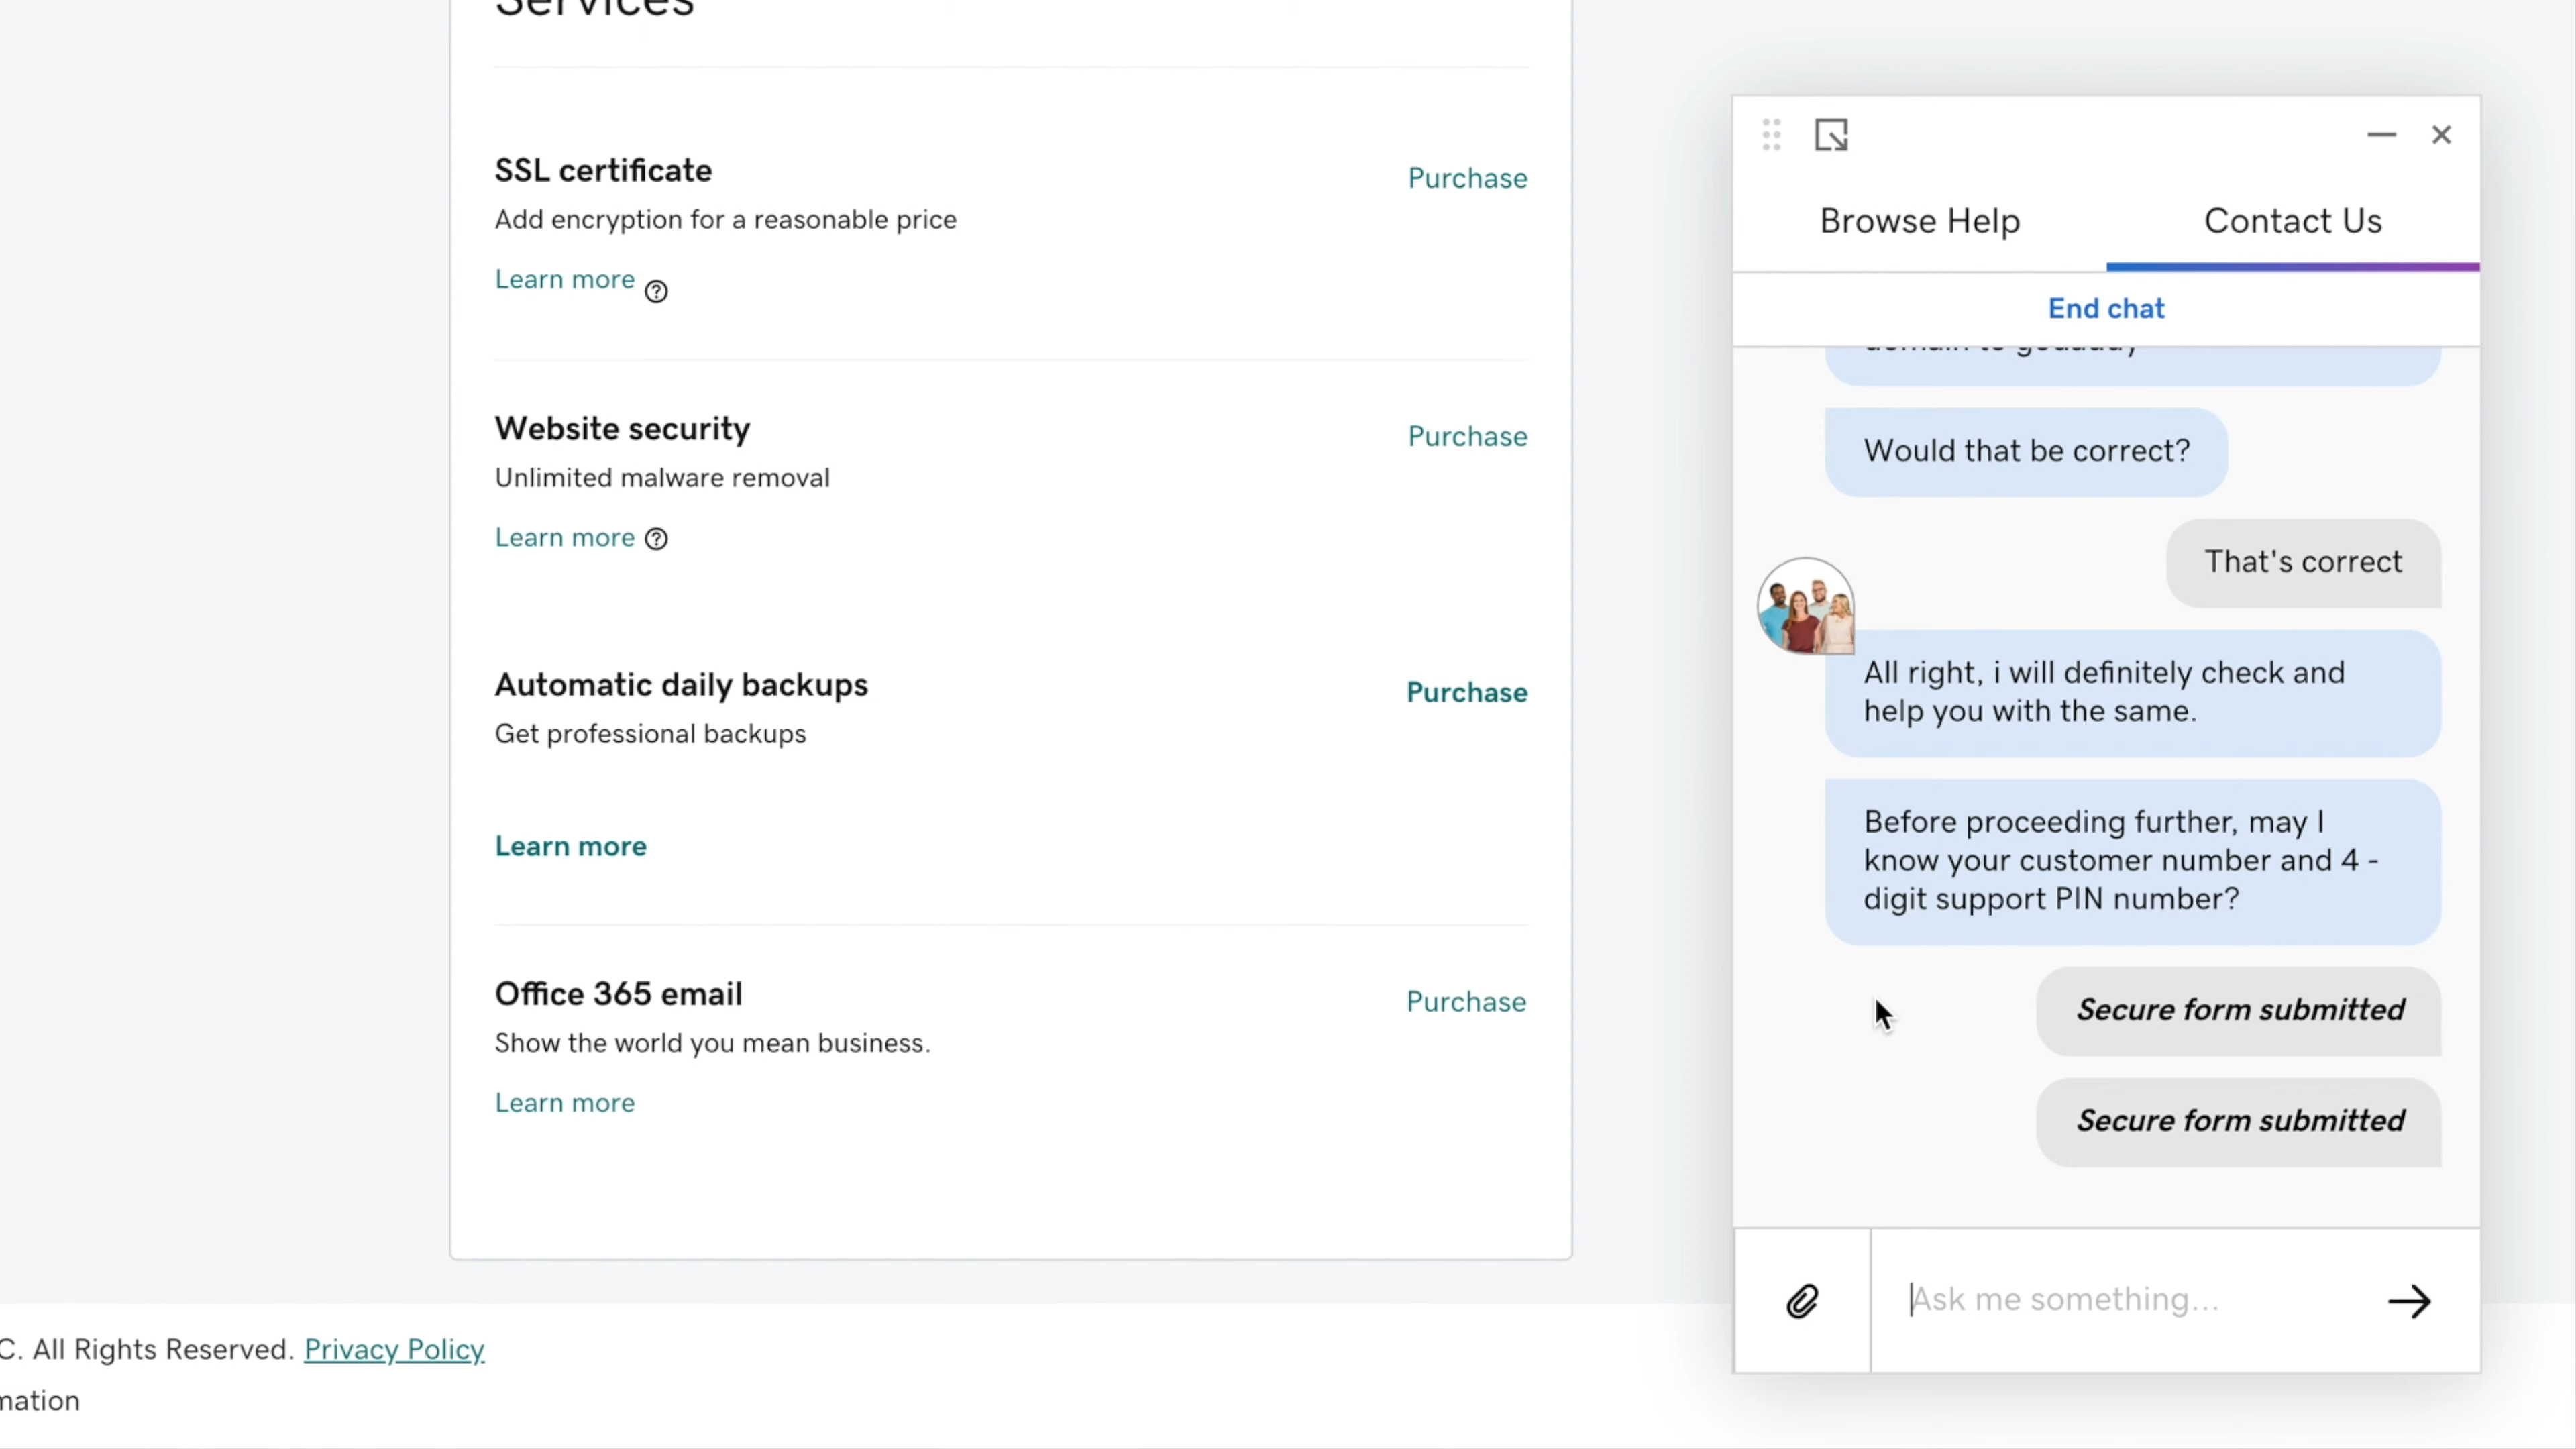 Services
SSL certificate
Purchase
Add encryption for a reasonable price
Learn more
Website security
Purchase
Unlimited malware removal
Learn more
Automatic daily backups
Purchase
Get professional backups
Learn more
Office 365 email
Purchase
Show the world you mean business.
Learn more
C. All Rights Reserved. Privacy Policy
mation
Browse Help
Contact Us
End chat
domain to godaddy
Would that be correct?
That's correct
All right, i will definitely check and
help you with the same.
Before proceeding further, may I
know your customer number and 4 -
digit support PIN number?
Secure form submitted
Secure form submitted
Ask me something...